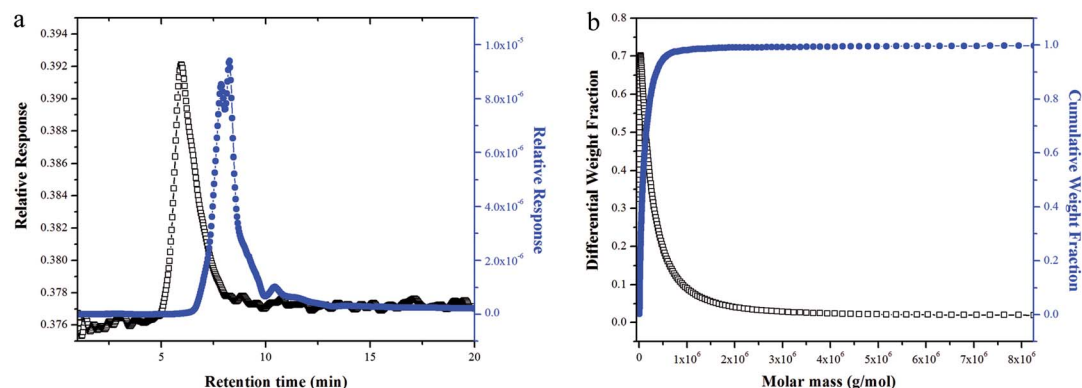 a
0.394
0.392
0.390
0.388
0.386
0.384
0.382
0.380
0.378
0.376
Relative Response
5
10
15
20
Retention time (min)
1.0x10⁻⁵
8.0x10⁻⁶
6.0x10⁻⁶
4.0x10⁻⁶
2.0x10⁻⁶
0.0
Relative Response
b
0.8
0.7
0.6
0.5
0.4
0.3
0.2
0.1
0.0
Differential Weight Fraction
0
1x10⁶
2x10⁶
3x10⁶
4x10⁶
5x10⁶
6x10⁶
7x10⁶
8x10⁶
Molar mass (g/mol)
1.0
0.8
0.6
0.4
0.2
0.0
Cumulative Weight
Fraction